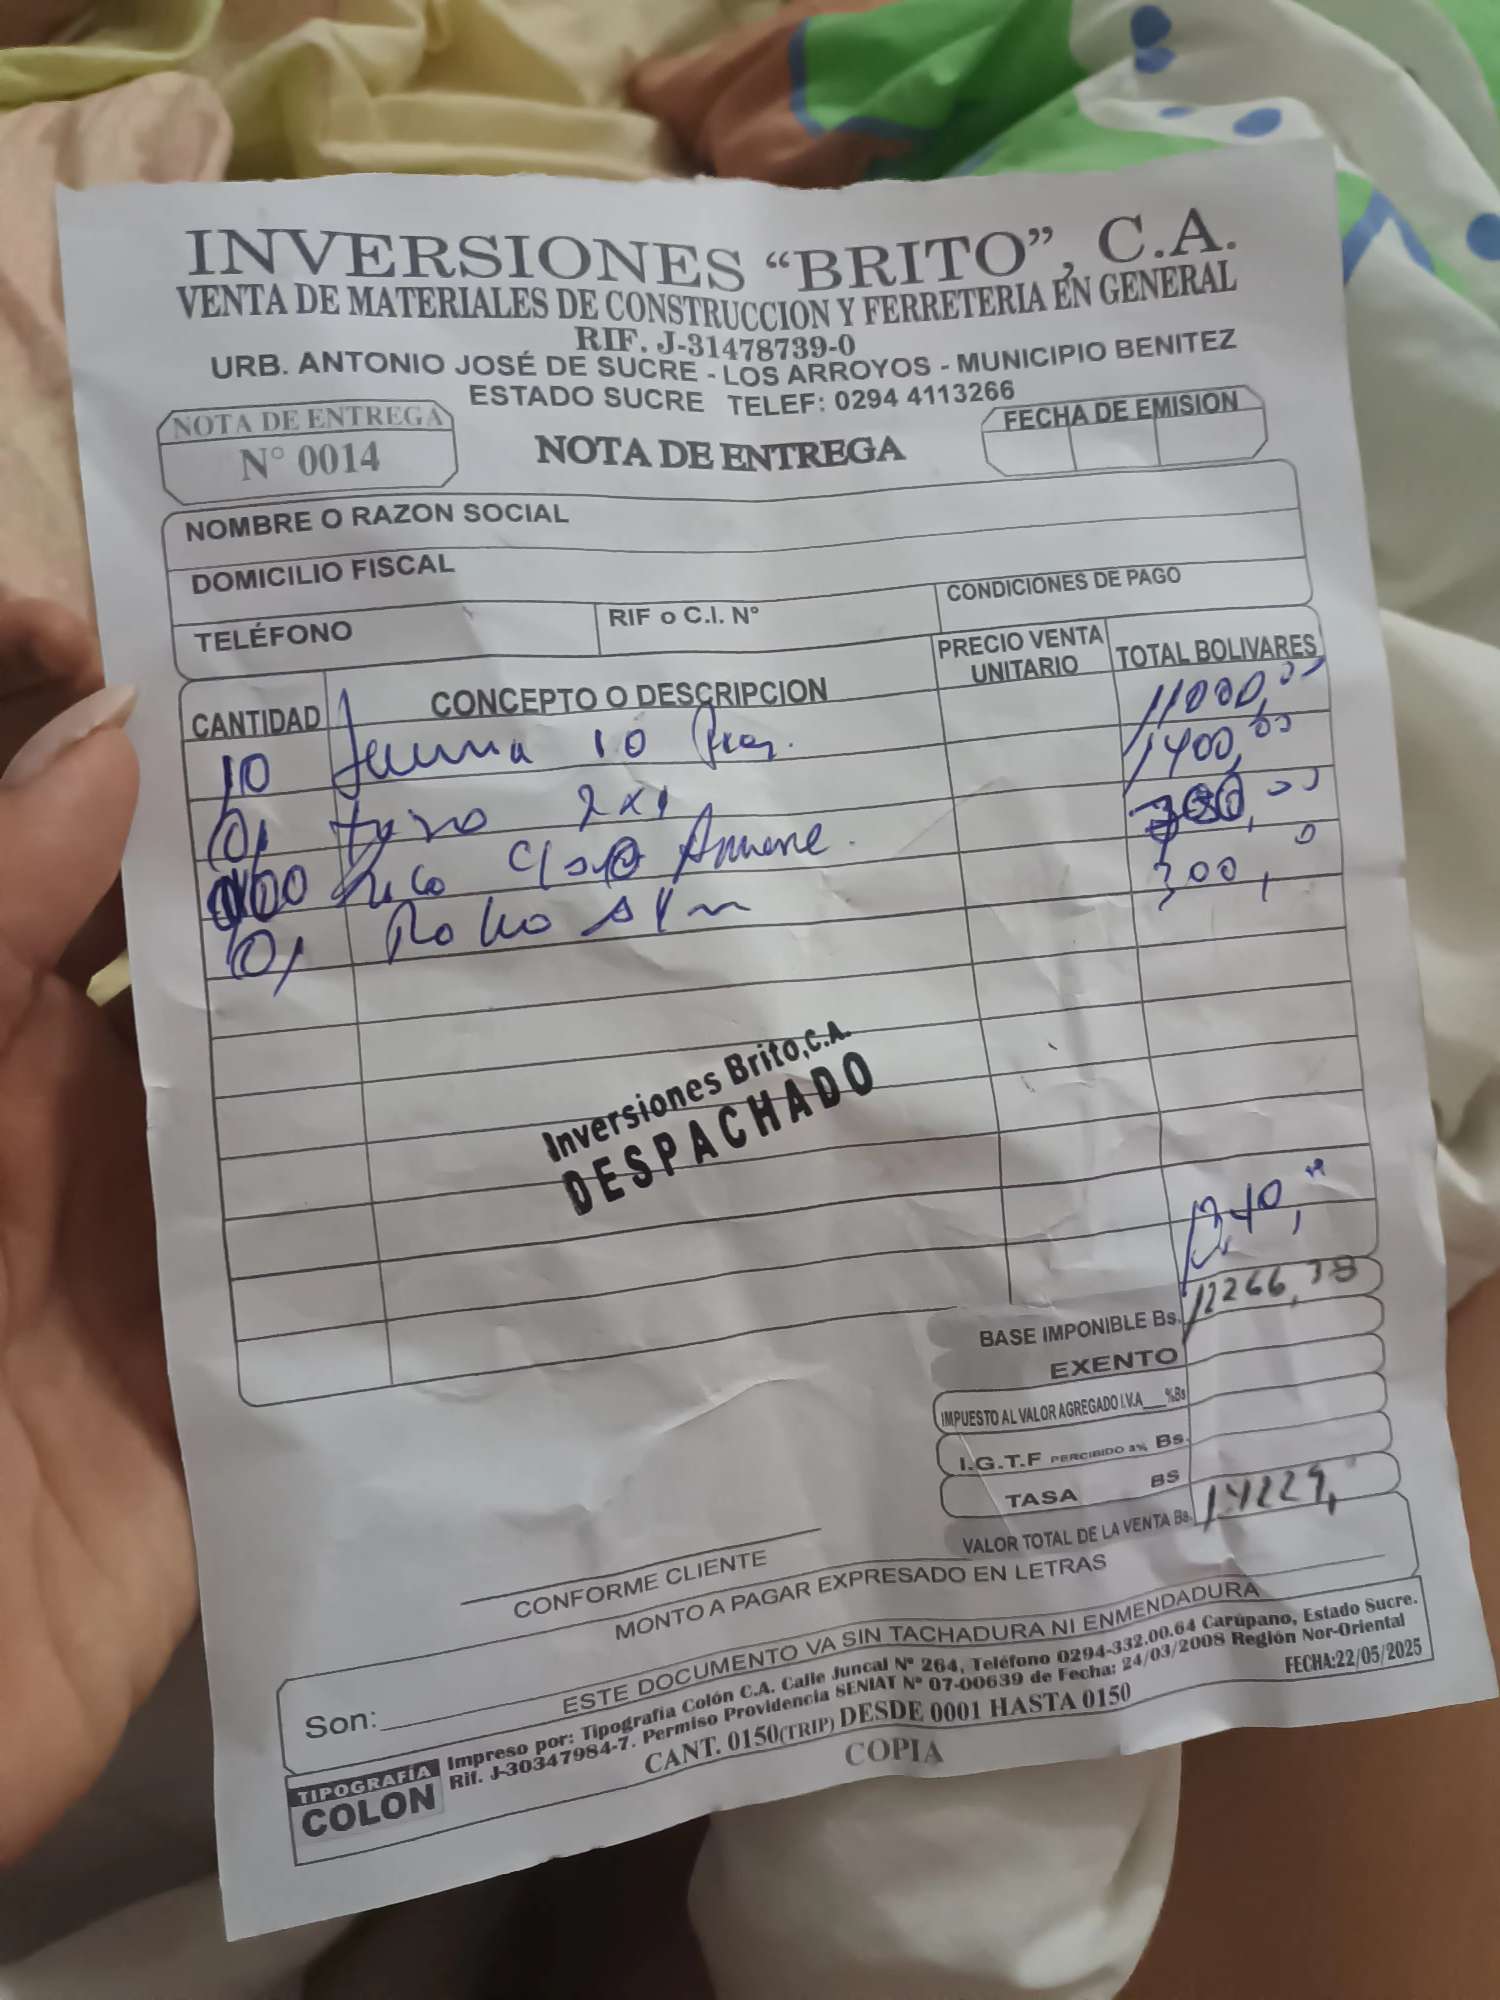 INVERSIONES “BRITO”, C.A.
VENTA DE MATERIALES DE CONSTRUCCION Y FERRETERIA EN GENERAL
RIF. J-31478739-0
URB. ANTONIO JOSÉ DE SUCRE - LOS ARROYOS - MUNICIPIO BENITEZ
ESTADO SUCRE TELEF: 0294 4113266
NOTA DE ENTREGA
N° 0014
NOTA DE ENTREGA
FECHA DE EMISION
NOMBRE O RAZON SOCIAL
DOMICILIO FISCAL
TELÉFONO RIF o C.I. N° CONDICIONES DE PAGO
CANTIDAD CONCEPTO O DESCRIPCION PRECIO VENTA UNITARIO TOTAL BOLIVARES
10 10 11000,00
01 2x1 1400,00
00
01 300,0
Inversiones Brito,C.A.
DESPACHADO
BASE IMPONIBLE Bs. 12266,38
EXENTO
IMPUESTO AL VALOR AGREGADO I.V.A___%Bs
I.G.T.F PERCIBIDO 3% Bs.
TASA BS
VALOR TOTAL DE LA VENTA Bs. 14229,
CONFORME CLIENTE
MONTO A PAGAR EXPRESADO EN LETRAS
Son:
ESTE DOCUMENTO VA SIN TACHADURA NI ENMENDADURA
TIPOGRAFÍA
COLON
Impreso por: Tipografía Colón C.A. Calle Juncal N° 264, Teléfono 0294-332.00.64 Carúpano, Estado Sucre.
Rif. J-30347984-7. Permiso Providencia SENIAT N° 07-00639 de Fecha: 24/03/2008 Región Nor-Oriental
CANT. 0150(TRIP) DESDE 0001 HASTA 0150
FECHA:22/05/2025
COPIA